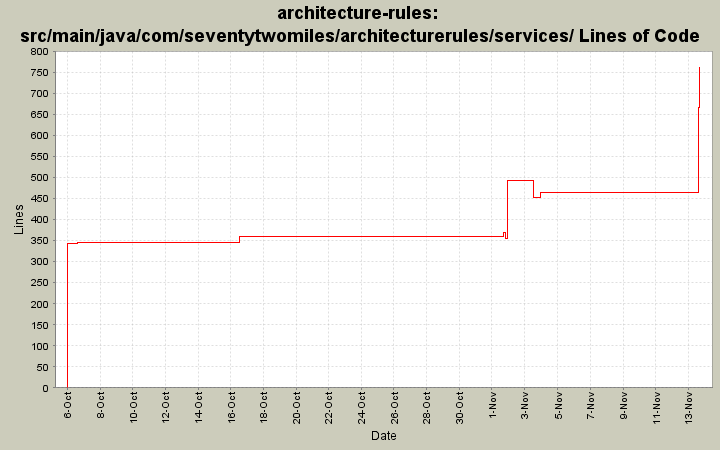 architecture-rules:
src/main/java/com/seventytwomiles/architecturerules/services/ Lines of Code
800
750
700
650
600
550
500
450
400
350
300
250
200
150
100
50
0
Lines
6-Oct
8-Oct
10-Oct
12-Oct
14-Oct
16-Oct
18-Oct
20-Oct
22-Oct
24-Oct
26-Oct
28-Oct
30-Oct
1-Nov
3-Nov
5-Nov
7-Nov
9-Nov
11-Nov
13-Nov
Date